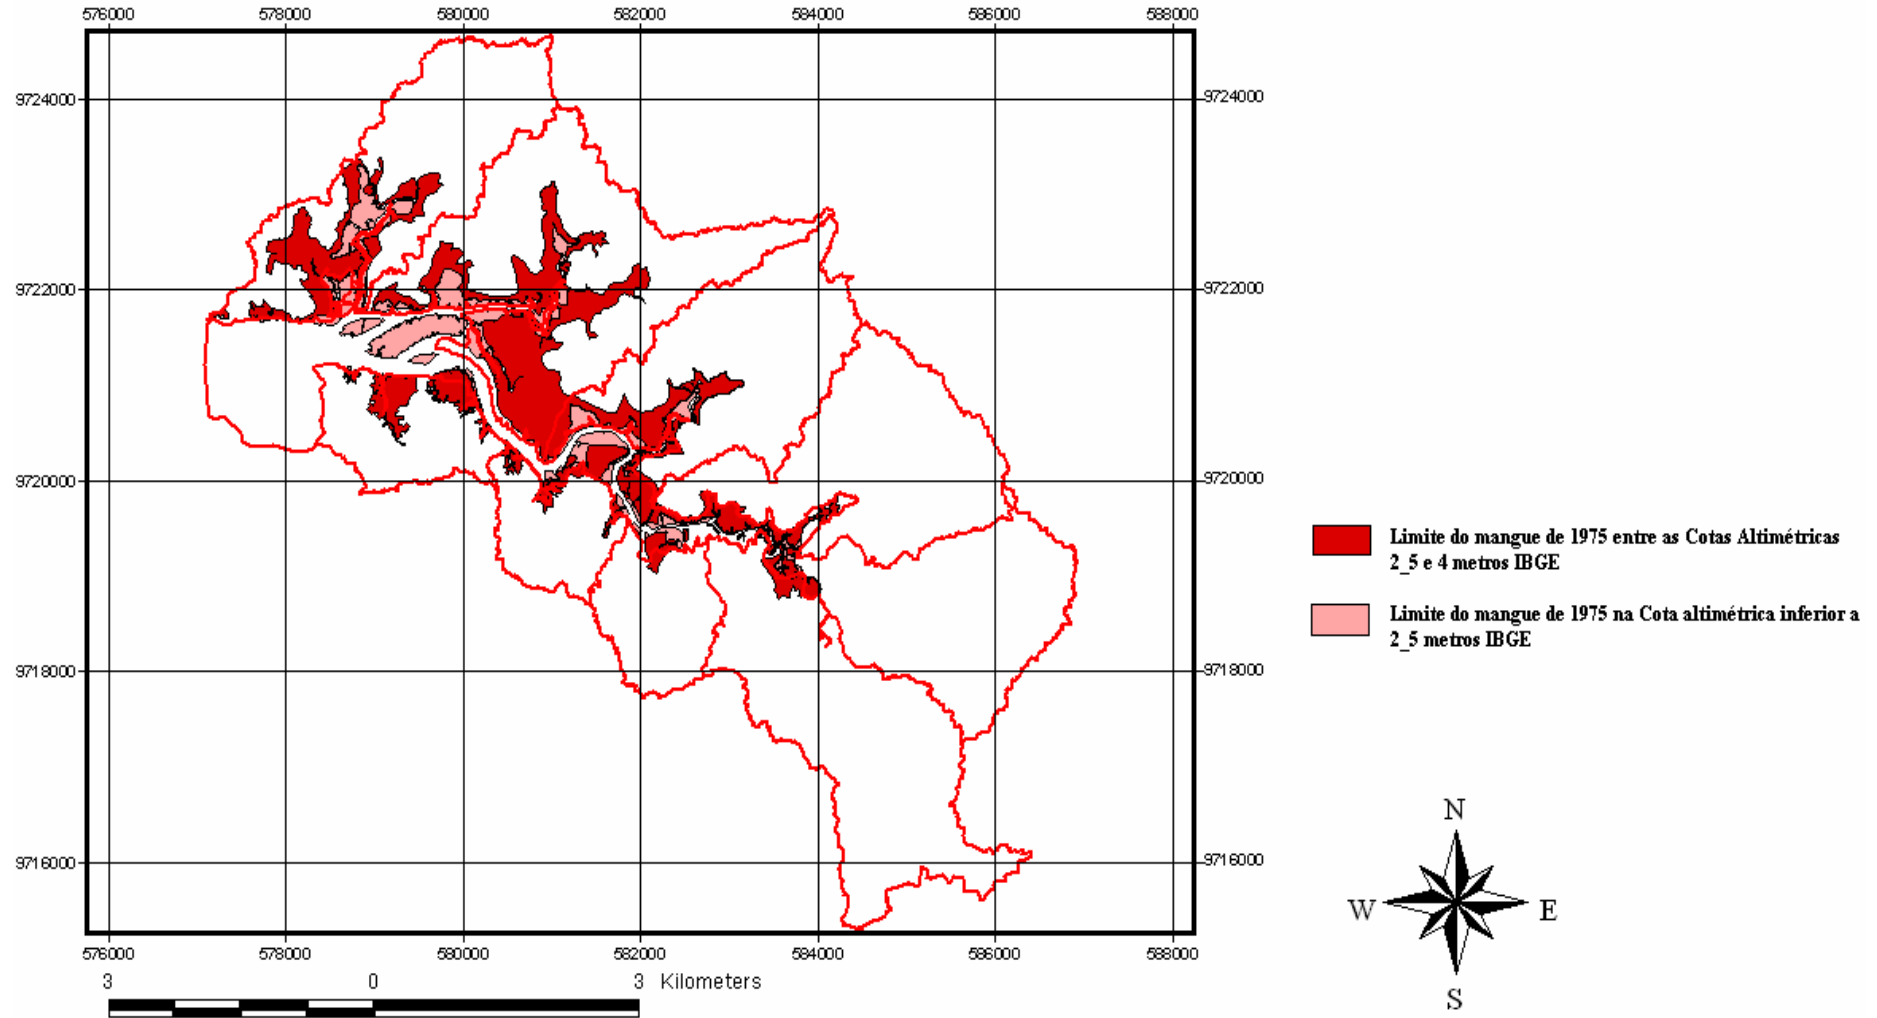 576000 578000 580000 582000 584000 586000 588000
9724000 9724000
9722000 9722000
9720000 9720000
9718000 9718000
9716000 9716000
576000 578000 580000 582000 584000 586000 588000
3 0 3 Kilometers
Limite do mangue de 1975 entre as Cotas Altimétricas
2_5 e 4 metros IBGE
Limite do mangue de 1975 na Cota altimétrica inferior a
2_5 metros IBGE
N
W E
S